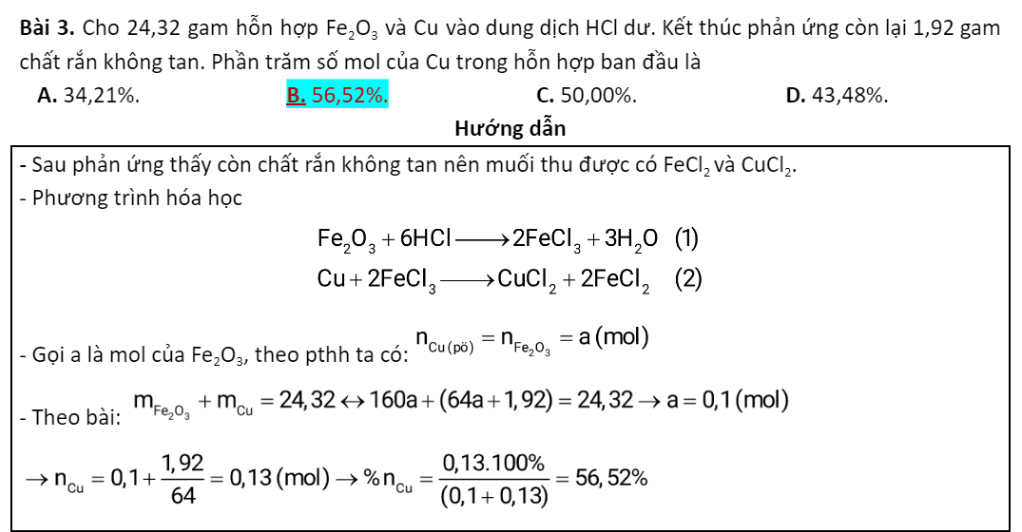 Bài 3. Cho 24,32 gam hỗn hợp Fe₂O₃ và Cu vào dung dịch HCl dư. Kết thúc phản ứng còn lại 1,92 gam
chất rắn không tan. Phần trăm số mol của Cu trong hỗn hợp ban đầu là
A. 34,21%. B. 56,52%. C. 50,00%. D. 43,48%.
Hướng dẫn
- Sau phản ứng thấy còn chất rắn không tan nên muối thu được có FeCl₂ và CuCl₂.
- Phương trình hóa học
Fe₂O₃ + 6HCl ⟶ 2FeCl₃ + 3H₂O (1)
Cu + 2FeCl₃ ⟶ CuCl₂ + 2FeCl₂ (2)
- Gọi a là mol của Fe₂O₃, theo pthh ta có: n_Cu (pö) = n_Fe₂O₃ = a (mol)
- Theo bài: m_Fe₂O₃ + m_Cu = 24,32 ↔ 160a + (64a + 1,92) = 24,32 → a = 0,1 (mol)
→ n_Cu = 0,1 + 1,92/64 = 0,13 (mol) → %n_Cu = 0,13.100%/(0,1 + 0,13) = 56,52%